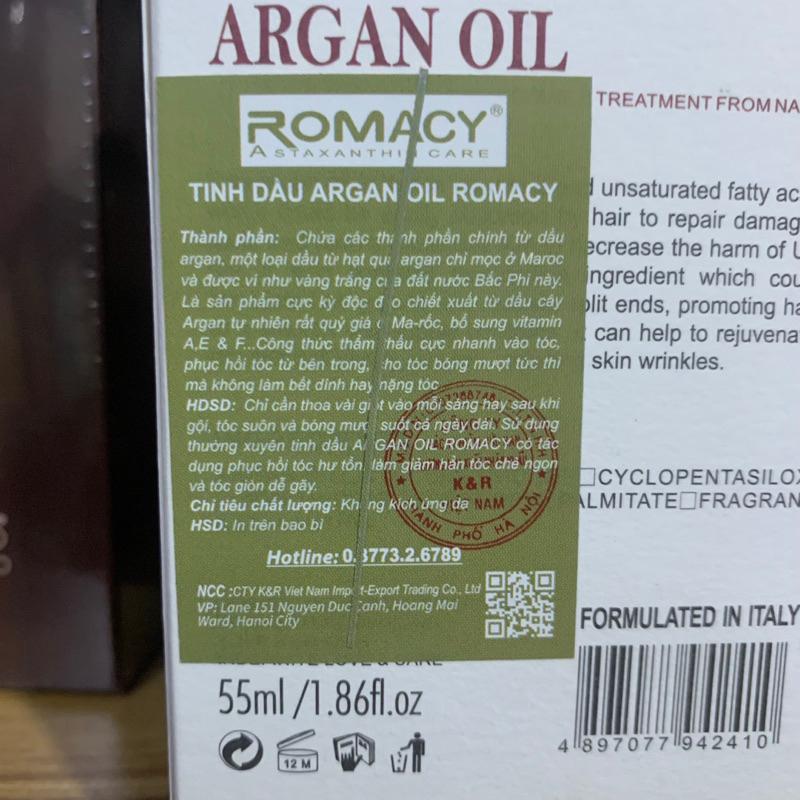 ARGAN OIL
TREATMENT FROM NA
ROMACY®
ASTAXANTHIN CARE
TINH DẦU ARGAN OIL ROMACY
Thành phần: Chứa các thành phần chính từ dầu
argan, một loại dầu từ hạt quả argan chỉ mọc ở Maroc
và được ví như vàng trắng của đất nước Bắc Phi này.
Là sản phẩm cực kỳ độc đáo chiết xuất từ dầu cây
Argan tự nhiên rất quý giá ở Ma-rốc, bổ sung vitamin
A,E & F...Công thức thẩm thấu cực nhanh vào tóc,
phục hồi tóc từ bên trong, cho tóc bóng mượt tức thì
mà không làm bết dính hay nặng tóc
HDSD: Chỉ cần thoa vài giọt vào mỗi sáng hay sau khi
gội, tóc suôn và bóng mượt suốt cả ngày dài. Sử dụng
thường xuyên tinh dầu ARGAN OIL ROMACY có tác
dụng phục hồi tóc hư tổn, làm giảm hẳn tóc chẻ ngọn
và tóc giòn dễ gãy.
Chỉ tiêu chất lượng: Không kích ứng da
HSD: In trên bao bì
Hotline: 0 3773.2.6789
NCC :CTY K&R Viet Nam Import-Export Trading Co., Ltd
VP: Lane 151 Nguyen Duc Canh, Hoang Mai
Ward, Hanoi City
K&R
NAM
THÀNH PHỐ HÀ NỘI
d unsaturated fatty ac
hair to repair damag
ecrease the harm of U
ingredient which cou
plit ends, promoting ha
can help to rejuvena
skin wrinkles.
CYCLOPENTASILOX
ALMITATE FRAGRAN
FORMULATED IN ITALY
55ml /1.86fl.oz
12 M
4 897077 942410